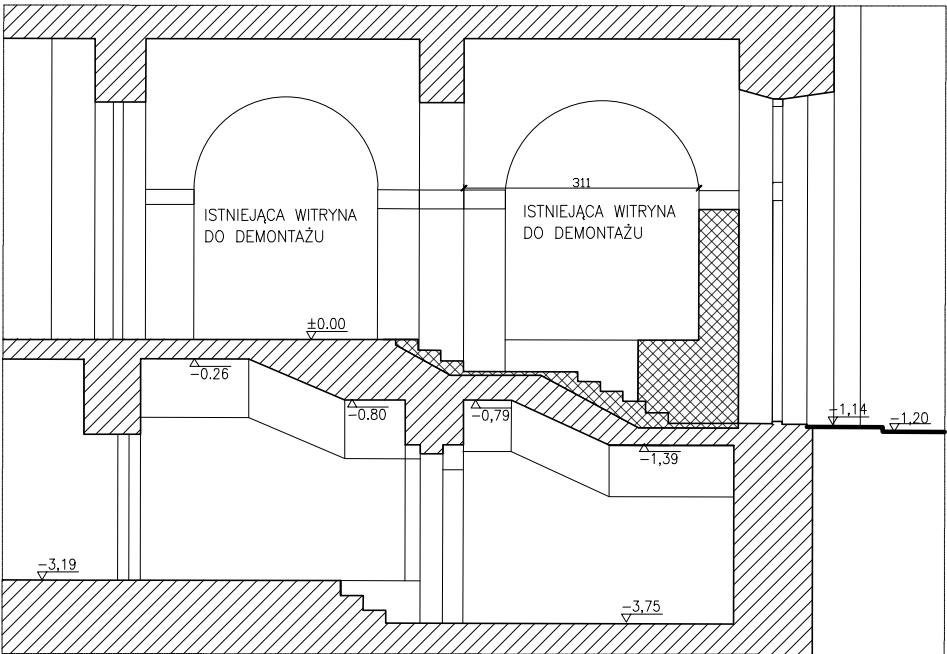 311
ISTNIEJĄCA WITRYNA
DO DEMONTAŻU
ISTNIEJĄCA WITRYNA
DO DEMONTAŻU
±0.00
-0.26
-0.80
-0,79
-1,14
-1,20
-1,39
-3,19
-3,75